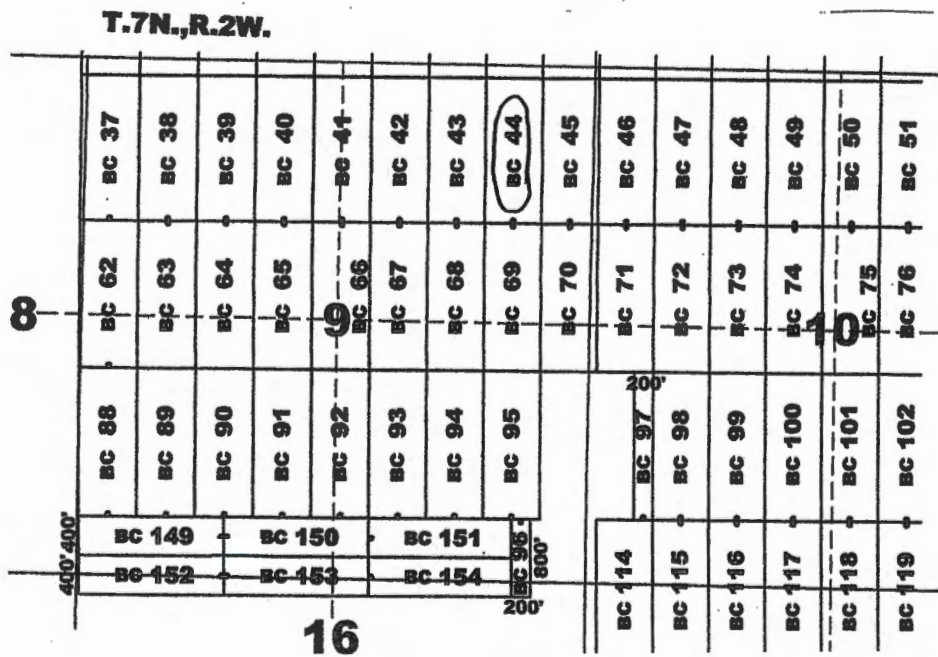 T.7N.,R.2W.
BC 37
BC 38
BC 39
BC 40
BC 41
BC 42
BC 43
BC 44
BC 45
BC 46
BC 47
BC 48
BC 49
BC 50
BC 51
BC 62
BC 63
BC 64
BC 65
BC 66
BC 67
BC 68
BC 69
BC 70
BC 71
BC 72
BC 73
BC 74
BC 75
BC 76
8
9
10
200'
BC 88
BC 89
BC 90
BC 91
BC 92
BC 93
BC 94
BC 95
BC 97
BC 98
BC 99
BC 100
BC 101
BC 102
400'
BC 149
BC 150
BC 151
BC 96
800'
400'
BC 152
BC 153
BC 154
200'
BC 114
BC 115
BC 116
BC 117
BC 118
BC 119
16